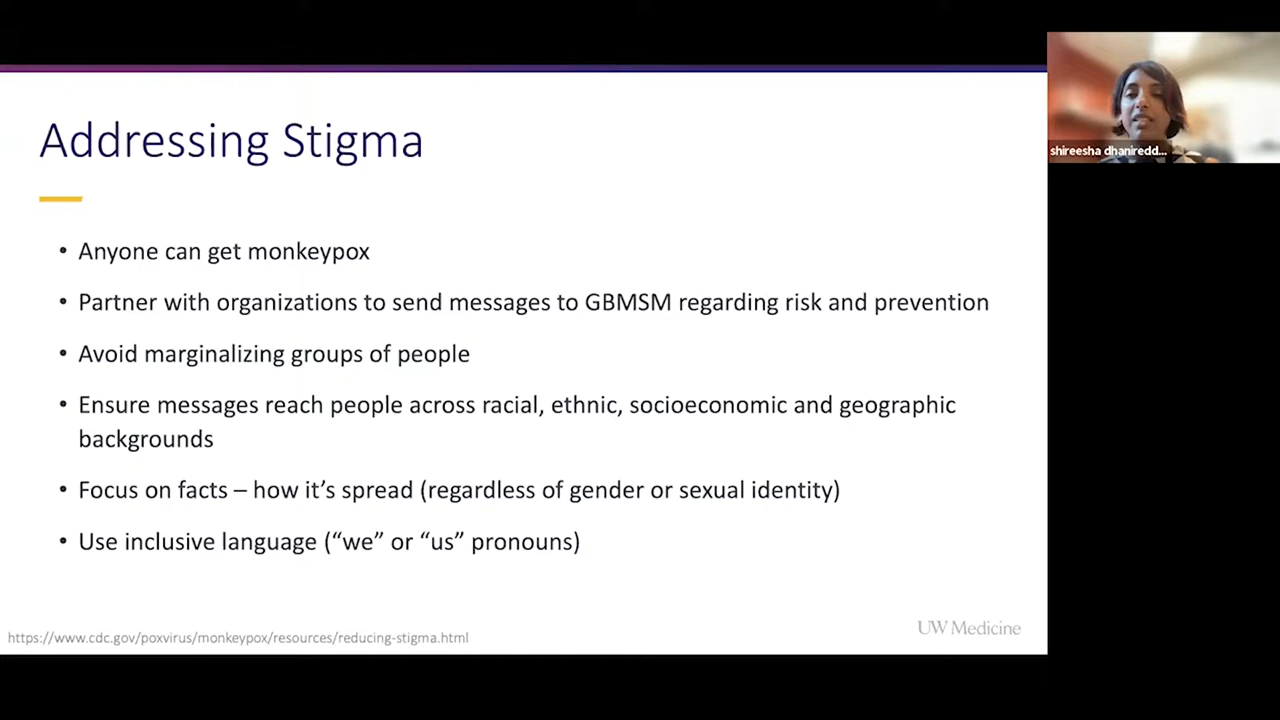 Addressing Stigma
shireesha dhaniredd...
• Anyone can get monkeypox
• Partner with organizations to send messages to GBMSM regarding risk and prevention
• Avoid marginalizing groups of people
• Ensure messages reach people across racial, ethnic, socioeconomic and geographic
backgrounds
• Focus on facts – how it’s spread (regardless of gender or sexual identity)
• Use inclusive language (“we” or “us” pronouns)
https://www.cdc.gov/poxvirus/monkeypox/resources/reducing-stigma.html
UW Medicine